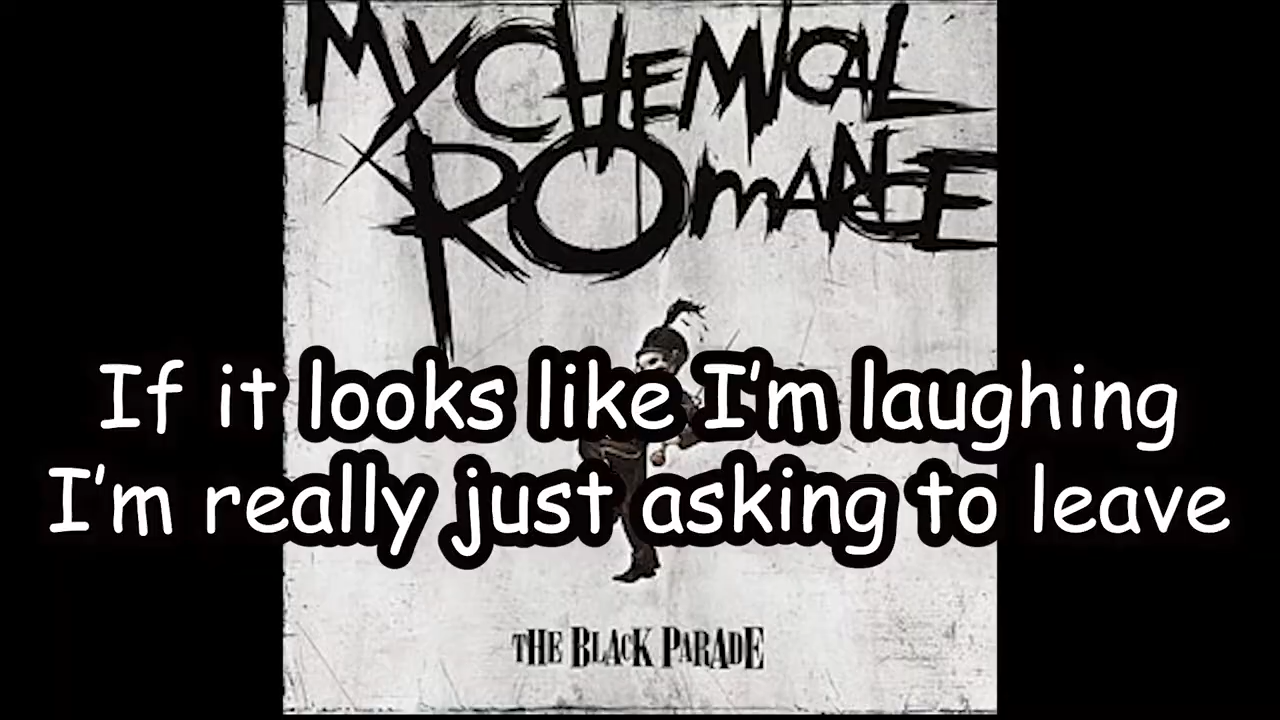 MY CHEMICAL
ROMANCE
If it looks like I'm laughing
I'm really just asking to leave
THE BLACK PARADE